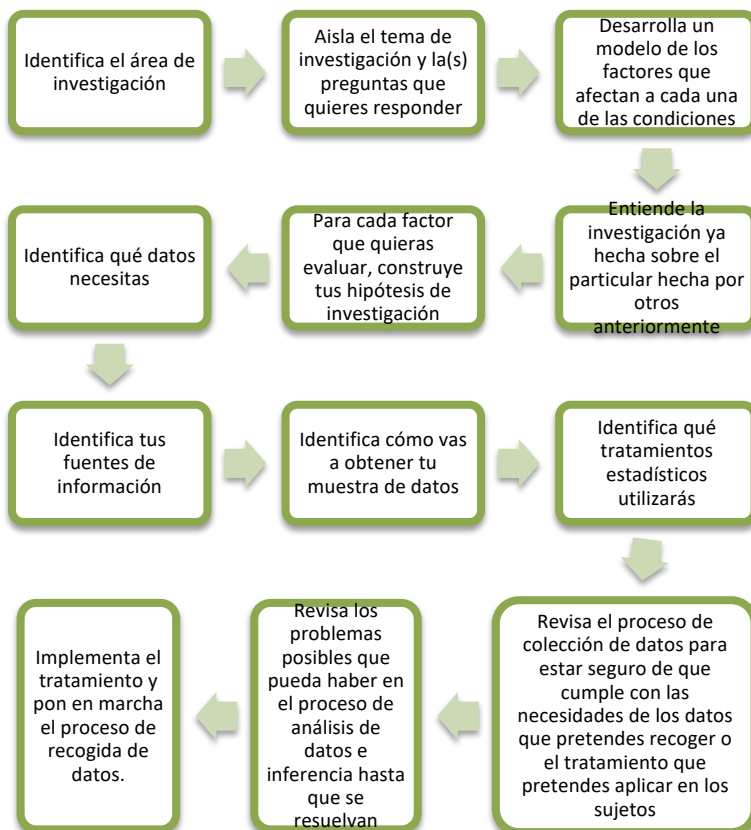 Identifica el área de
investigación
Aisla el tema de
investigación y la(s)
preguntas que
quieres responder
Desarrolla un
modelo de los
factores que
afectan a cada una
de las condiciones
Entiende la
investigación ya
hecha sobre el
particular hecha por
otros
anteriormente
Para cada factor
que quieras
evaluar, construye
tus hipótesis de
investigación
Identifica qué datos
necesitas
Identifica tus
fuentes de
información
Identifica cómo vas
a obtener tu
muestra de datos
Identifica qué
tratamientos
estadísticos
utilizarás
Revisa el proceso de
colección de datos para
estar seguro de que
cumple con las
necesidades de los datos
que pretendes recoger o
el tratamiento que
pretendes aplicar en los
sujetos
Revisa los
problemas
posibles que
pueda haber en
el proceso de
análisis de
datos e
inferencia hasta
que se
resuelvan
Implementa el
tratamiento y
pon en marcha
el proceso de
recogida de
datos.